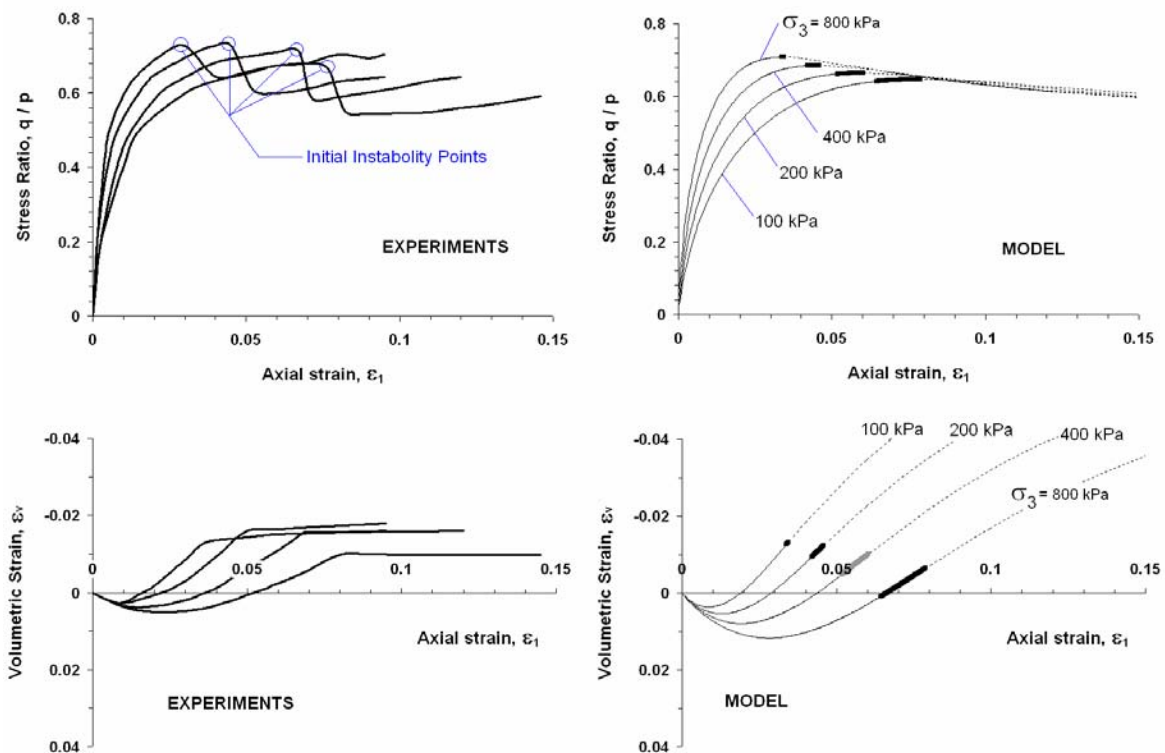 0.8
0.6
0.4
0.2
0
Stress Ratio, q / p
Initial Instabolity Points
EXPERIMENTS
0
0.05
0.1
0.15
Axial strain, ε1
0.8
0.6
0.4
0.2
0
Stress Ratio, q / p
σ3 = 800 kPa
400 kPa
200 kPa
100 kPa
MODEL
0
0.05
0.1
0.15
Axial strain, ε1
-0.04
-0.02
0
0.02
0.04
Volumetric Strain, εv
0
0.05
0.1
0.15
Axial strain, ε1
EXPERIMENTS
-0.04
-0.02
0
0.02
0.04
Volumetric Strain, εv
100 kPa
200 kPa
400 kPa
σ3 = 800 kPa
0
0.05
0.1
0.15
Axial strain, ε1
MODEL